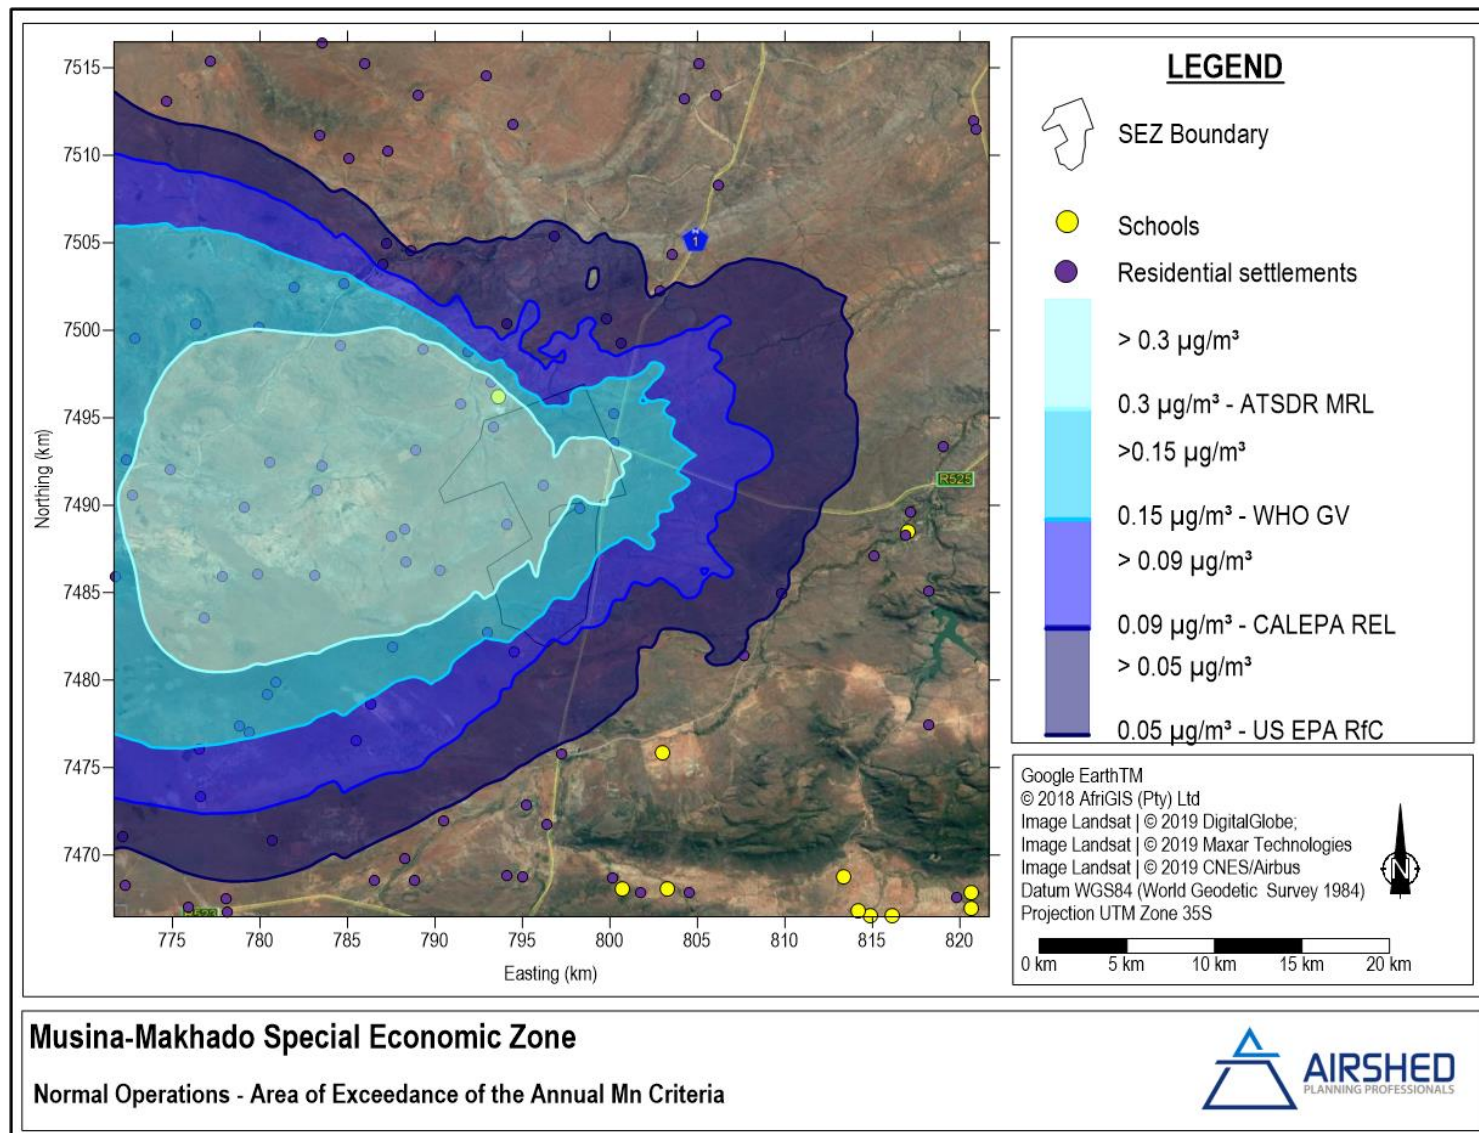 7515
7510
7505
7500
7495
7490
7485
7480
7475
7470
Northing (km)
775
780
785
790
795
800
805
810
815
820
Easting (km)
N
1
R525
LEGEND
SEZ Boundary
Schools
Residential settlements
> 0.3 µg/m³
0.3 µg/m³ - ATSDR MRL
>0.15 µg/m³
0.15 µg/m³ - WHO GV
> 0.09 µg/m³
0.09 µg/m³ - CALEPA REL
> 0.05 µg/m³
0.05 µg/m³ - US EPA RfC
Google EarthTM
© 2018 AfriGIS (Pty) Ltd
Image Landsat | © 2019 DigitalGlobe;
Image Landsat | © 2019 Maxar Technologies
Image Landsat | © 2019 CNES/Airbus
Datum WGS84 (World Geodetic Survey 1984)
Projection UTM Zone 35S
N
0 km 5 km 10 km 15 km 20 km
Musina-Makhado Special Economic Zone
Normal Operations - Area of Exceedance of the Annual Mn Criteria
AIRSHED
PLANNING PROFESSIONALS